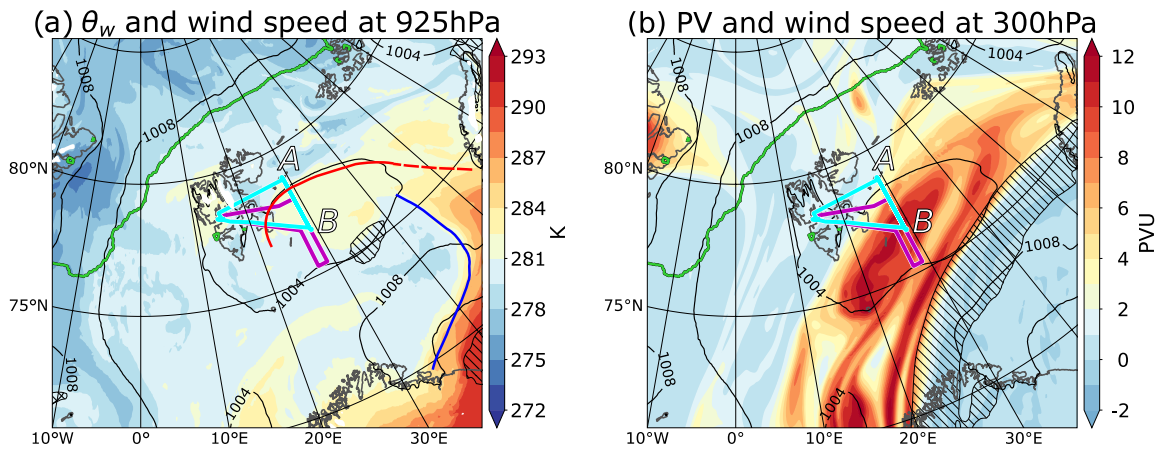 (a) θw and wind speed at 925hPa
(b) PV and wind speed at 300hPa
1008
1004
1008
1004
1008
1008
1004
1008
1008
1004
1008
1004
1008
1004
A
B
A
B
80°N
75°N
80°N
75°N
10°W
0°
10°E
20°E
30°E
10°W
0°
10°E
20°E
30°E
293
290
287
284
281
278
275
272
K
12
10
8
6
4
2
0
-2
PVU